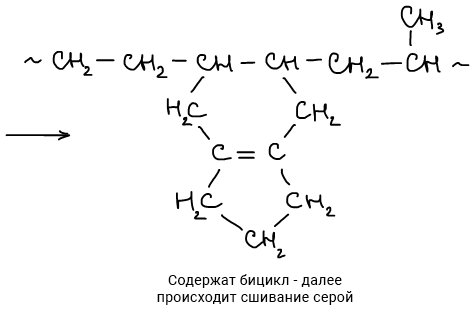 CH₃
~ CH₂ – CH₂ – CH – CH – CH₂ – CH ~
H₂C CH₂
C = C
H₂C CH₂
CH₂
Содержат бицикл - далее
происходит сшивание серой